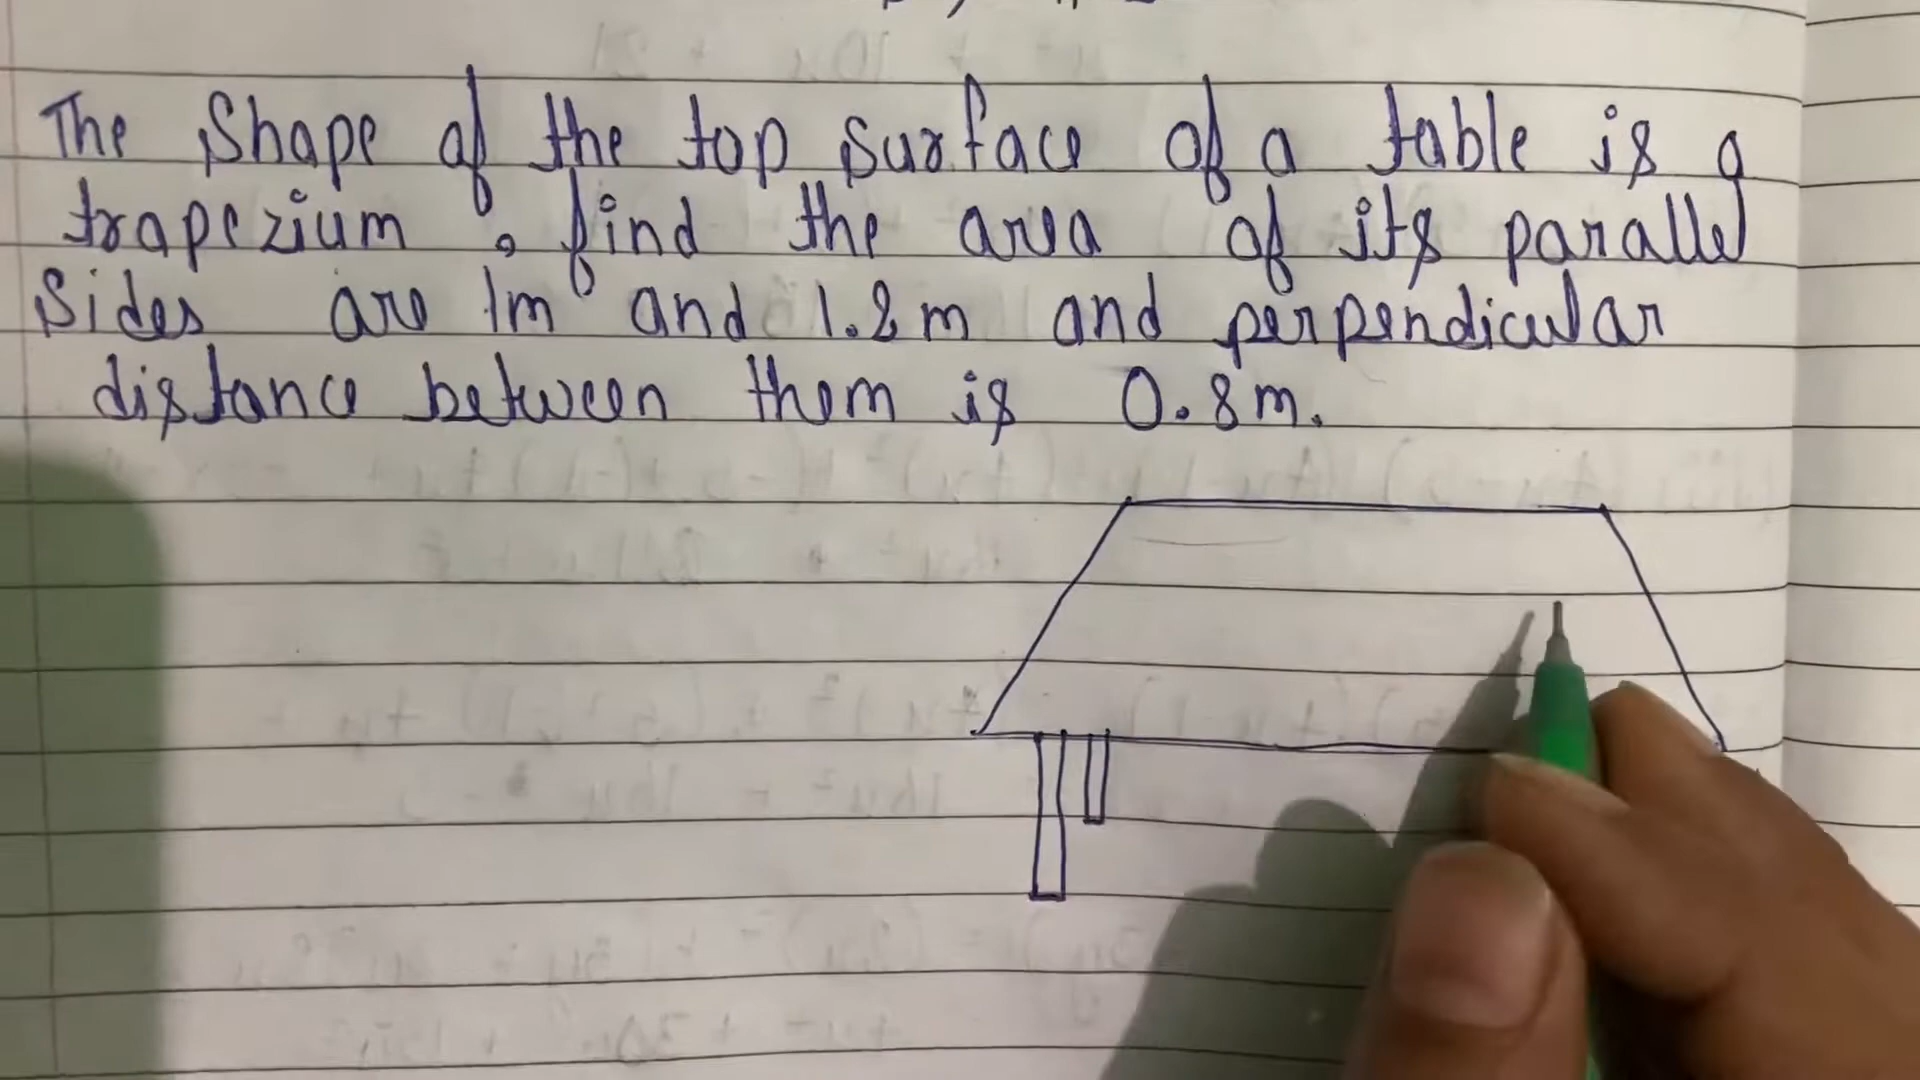 The Shape of the top surface of a table is a
trapezium. find the area of its parallel
Sides are 1m and 1.2m and perpendicular
distance between them is 0.8m.